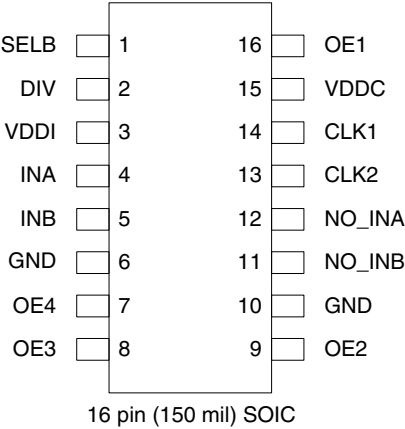 SELB 1 16 OE1
DIV 2 15 VDDC
VDDI 3 14 CLK1
INA 4 13 CLK2
INB 5 12 NO_INA
GND 6 11 NO_INB
OE4 7 10 GND
OE3 8 9 OE2
16 pin (150 mil) SOIC